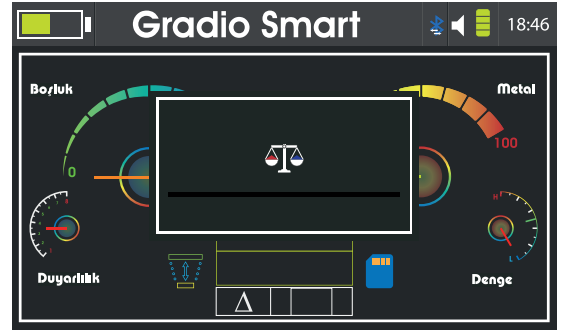 Gradio Smart
18:46
Boşluk
Metal
0
100
H
L
Duyarlılık
Denge
Δ